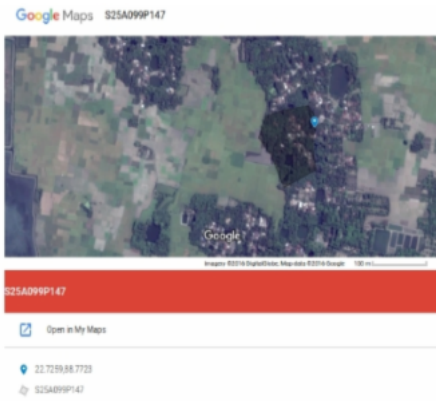 Google Maps S25A099P147
Google
Imagery ©2016 DigitalGlobe, Map data ©2016 Google 100 m
S25A099P147
Open in My Maps
22.7259,88.7723
S25A099P147